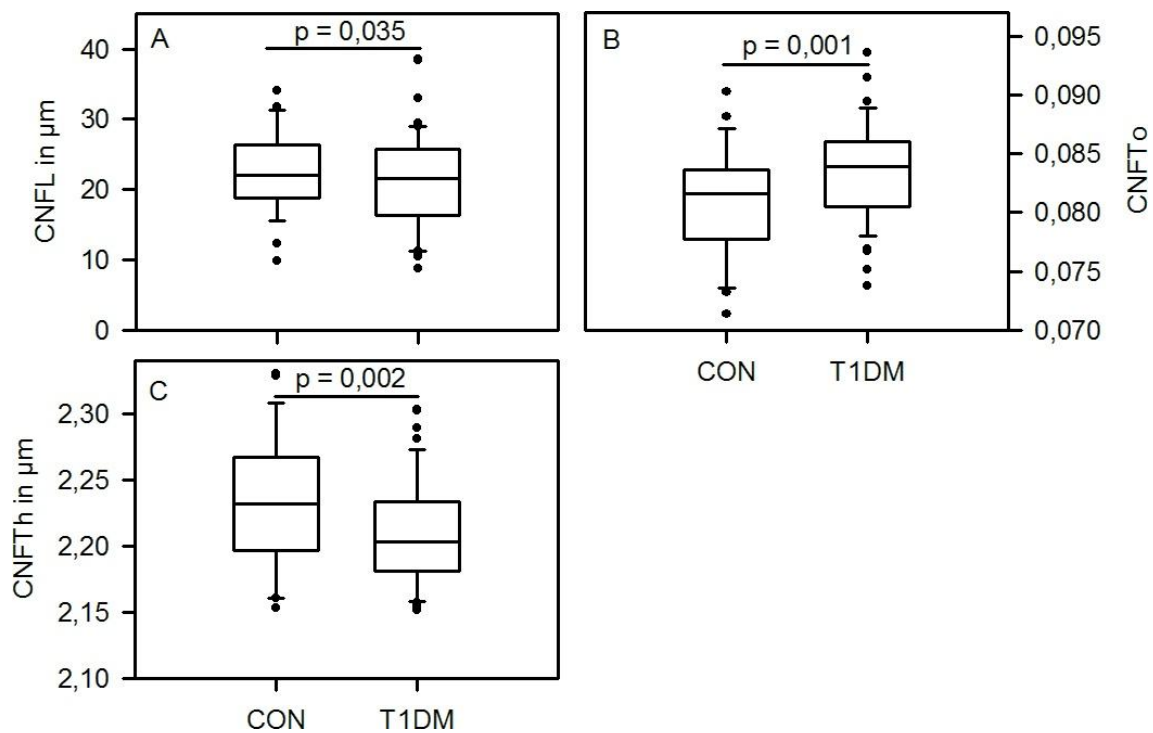 A
p = 0,035
40
30
20
10
0
CNFL in µm
B
p = 0,001
0,095
0,090
0,085
0,080
0,075
0,070
CNFTo
CON
T1DM
C
p = 0,002
2,30
2,25
2,20
2,15
2,10
CNFTh in µm
CON
T1DM